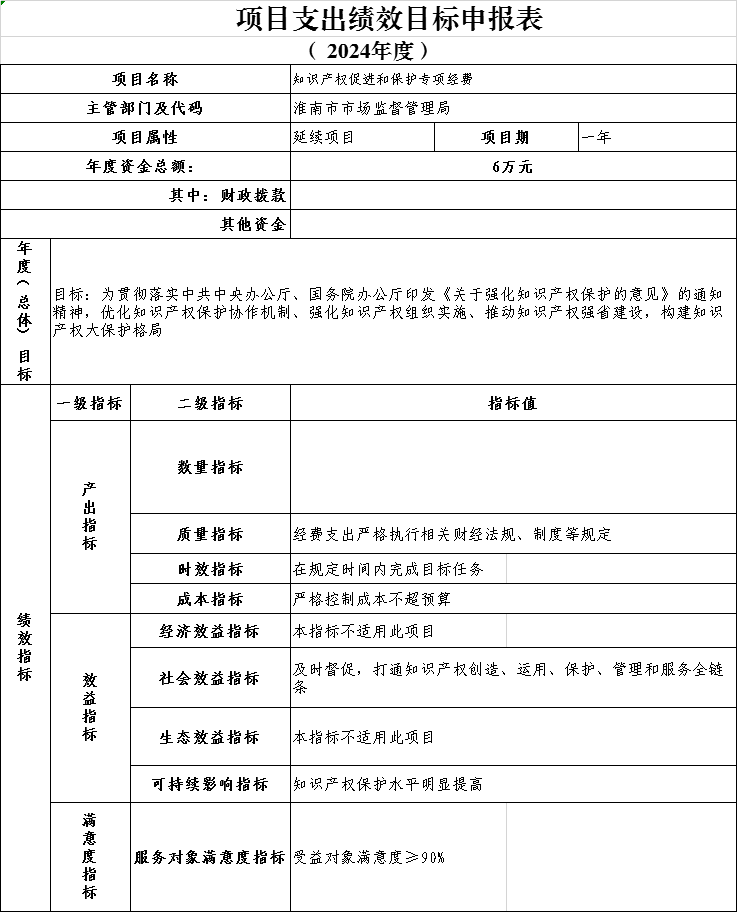 项目支出绩效目标申报表
（ 2024年度 ）
项目名称 知识产权促进和保护专项经费
主管部门及代码 淮南市市场监督管理局
项目属性 延续项目 项目期 一年
年度资金总额： 6万元
其中：财政拨款
其他资金
年度（总体）目标
目标：为贯彻落实中共中央办公厅、国务院办公厅印发《关于强化知识产权保护的意见》的通知
精神，优化知识产权保护协作机制、强化知识产权组织实施、推动知识产权强省建设，构建知识
产权大保护格局
绩效指标
一级指标 二级指标 指标值
产出指标
数量指标
质量指标 经费支出严格执行相关财经法规、制度等规定
时效指标 在规定时间内完成目标任务
成本指标 严格控制成本不超预算
效益指标
经济效益指标 本指标不适用此项目
社会效益指标 及时督促，打通知识产权创造、运用、保护、管理和服务全链
条
生态效益指标 本指标不适用此项目
可持续影响指标 知识产权保护水平明显提高
满意度指标
服务对象满意度指标 受益对象满意度≥90%